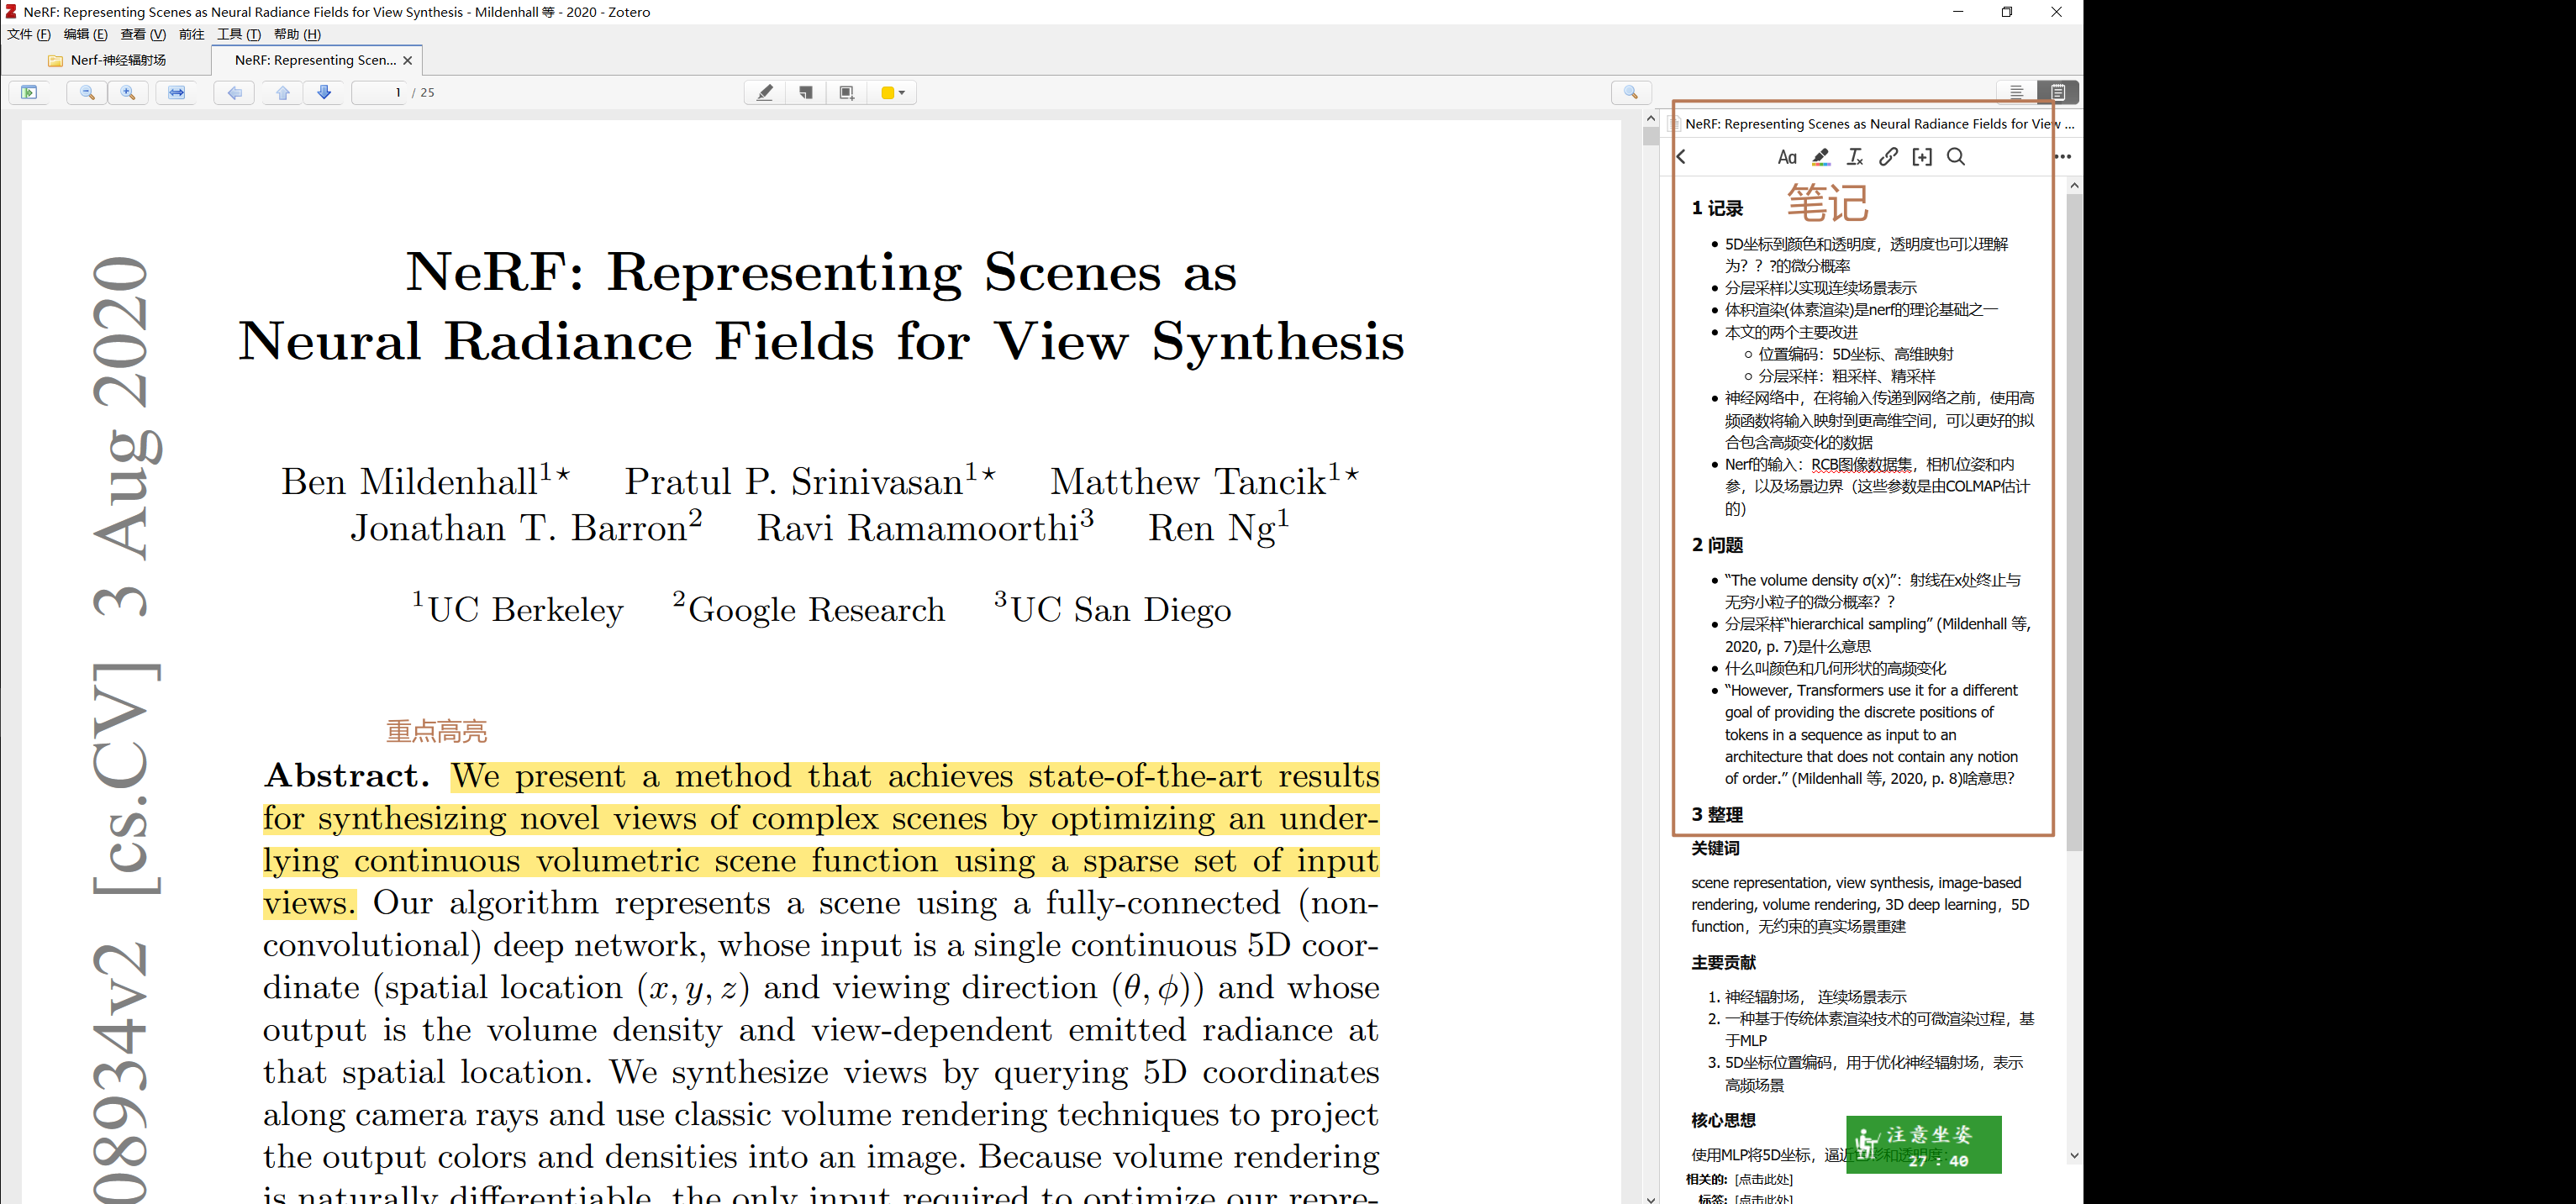 NeRF: Representing Scenes as Neural Radiance Fields for View Synthesis - Mildenhall 等 - 2020 - Zotero
文件 (F) 编辑 (E) 查看 (V) 前往 工具 (T) 帮助 (H)
Nerf-神经辐射场
NeRF: Representing Scen...
1 / 25
08934v2 [cs.CV] 3 Aug 2020
NeRF: Representing Scenes as
Neural Radiance Fields for View Synthesis
Ben Mildenhall1⋆ Pratul P. Srinivasan1⋆ Matthew Tancik1⋆
Jonathan T. Barron2 Ravi Ramamoorthi3 Ren Ng1
1UC Berkeley 2Google Research 3UC San Diego
重点高亮
Abstract. We present a method that achieves state-of-the-art results
for synthesizing novel views of complex scenes by optimizing an under-
lying continuous volumetric scene function using a sparse set of input
views. Our algorithm represents a scene using a fully-connected (non-
convolutional) deep network, whose input is a single continuous 5D coor-
dinate (spatial location (x, y, z) and viewing direction (θ, ϕ)) and whose
output is the volume density and view-dependent emitted radiance at
that spatial location. We synthesize views by querying 5D coordinates
along camera rays and use classic volume rendering techniques to project
the output colors and densities into an image. Because volume rendering
is naturally differentiable, the only input required to optimize our repre-
NeRF: Representing Scenes as Neural Radiance Fields for View ...
Aa
笔记
1 记录
• 5D坐标到颜色和透明度，透明度也可以理解
为？？?的微分概率
• 分层采样以实现连续场景表示
• 体积渲染(体素渲染)是nerf的理论基础之一
• 本文的两个主要改进
○ 位置编码：5D坐标、高维映射
○ 分层采样：粗采样、精采样
• 神经网络中，在将输入传递到网络之前，使用高
频函数将输入映射到更高维空间，可以更好的拟
合包含高频变化的数据
• Nerf的输入：RCB图像数据集，相机位姿和内
参，以及场景边界（这些参数是由COLMAP估计
的）
2 问题
• “The volume density σ(x)”：射线在x处终止与
无穷小粒子的微分概率？？
• 分层采样“hierarchical sampling” (Mildenhall 等,
2020, p. 7)是什么意思
• 什么叫颜色和几何形状的高频变化
• “However, Transformers use it for a different
goal of providing the discrete positions of
tokens in a sequence as input to an
architecture that does not contain any notion
of order.” (Mildenhall 等, 2020, p. 8)啥意思?
3 整理
关键词
scene representation, view synthesis, image-based
rendering, volume rendering, 3D deep learning，5D
function，无约束的真实场景重建
主要贡献
1. 神经辐射场， 连续场景表示
2. 一种基于传统体素渲染技术的可微渲染过程，基
于MLP
3. 5D坐标位置编码，用于优化神经辐射场，表示
高频场景
核心思想
使用MLP将5D坐标，逼近
注意坐姿
27 : 40
相关的: [点击此处]
标签: [点击此处]